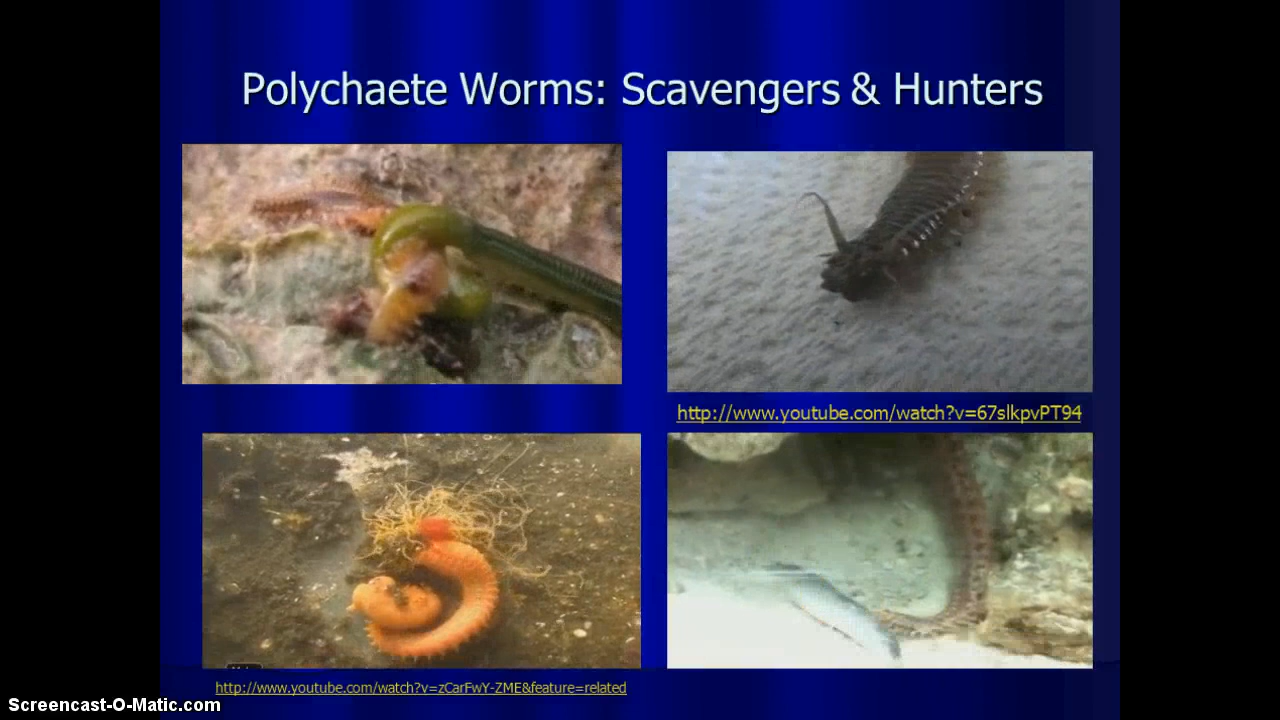 Polychaete Worms: Scavengers & Hunters
http://www.youtube.com/watch?v=67slkpvPT94
http://www.youtube.com/watch?v=zCarFwY-ZME&feature=related
Screencast-O-Matic.com